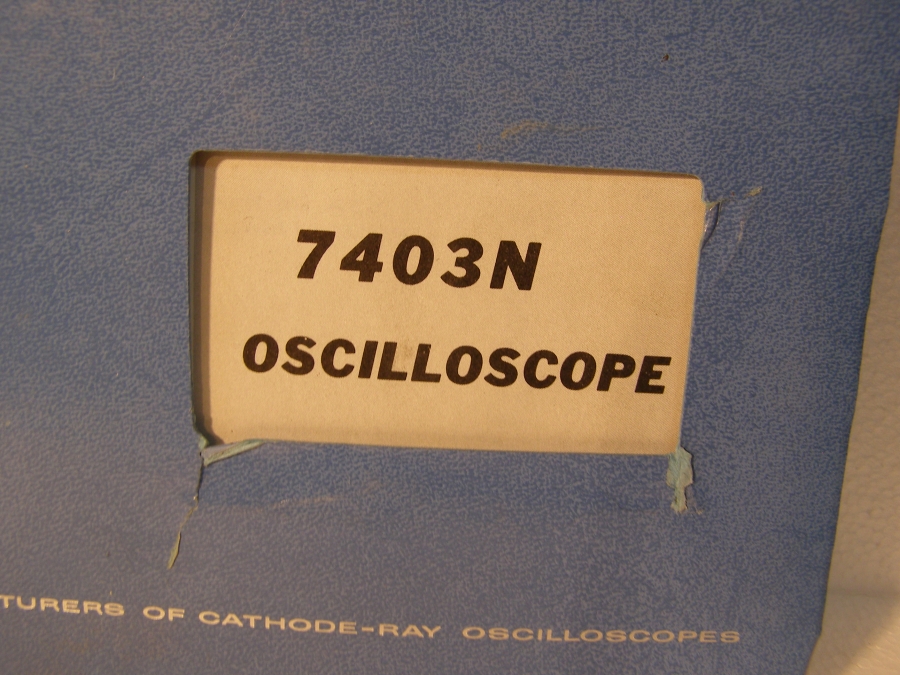 7403N
OSCILLOSCOPE
TURERS OF CATHODE-RAY OSCILLOSCOPES